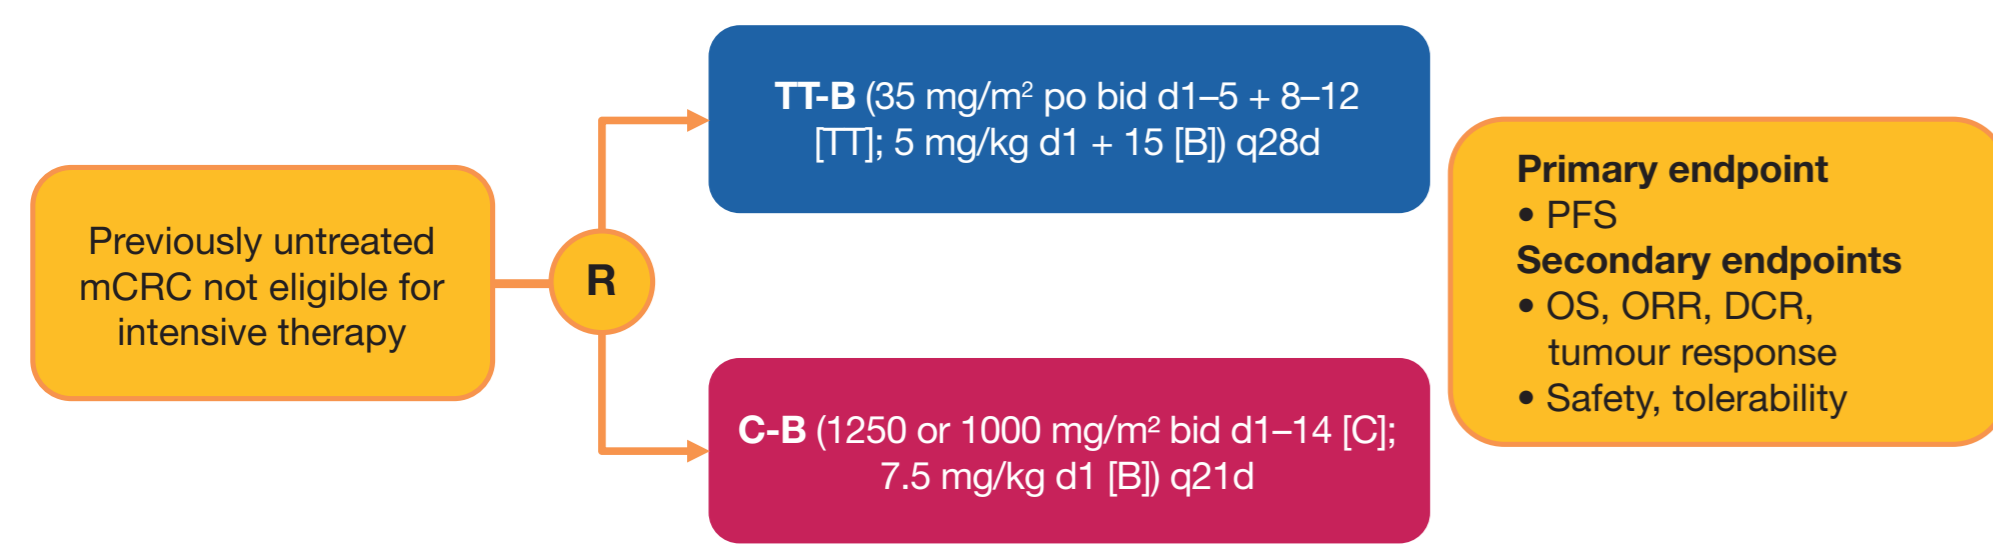 Previously untreated
mCRC not eligible for
intensive therapy
R
TT-B (35 mg/m² po bid d1–5 + 8–12
[TT]; 5 mg/kg d1 + 15 [B]) q28d
C-B (1250 or 1000 mg/m² bid d1–14 [C];
7.5 mg/kg d1 [B]) q21d
Primary endpoint
• PFS
Secondary endpoints
• OS, ORR, DCR,
tumour response
• Safety, tolerability